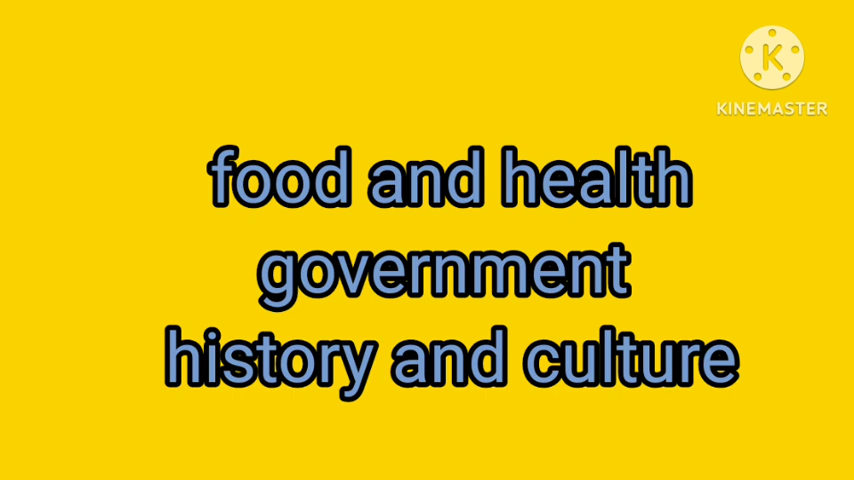 KINEMASTER
food and health
government
history and culture